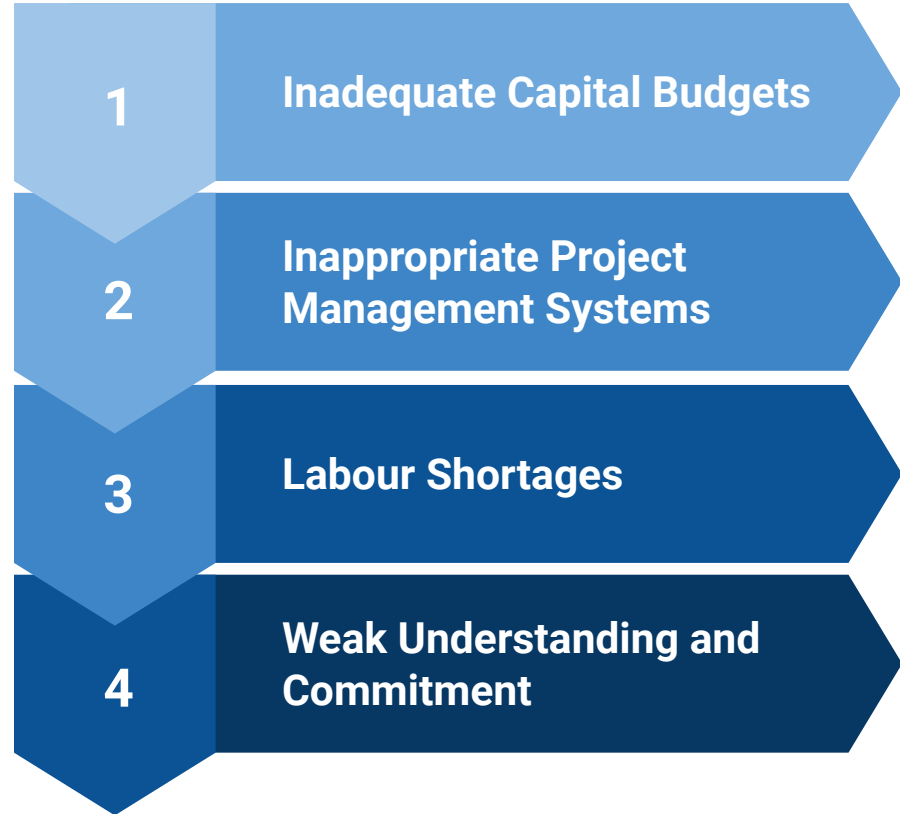 1
Inadequate Capital Budgets
2
Inappropriate Project
Management Systems
3
Labour Shortages
4
Weak Understanding and
Commitment